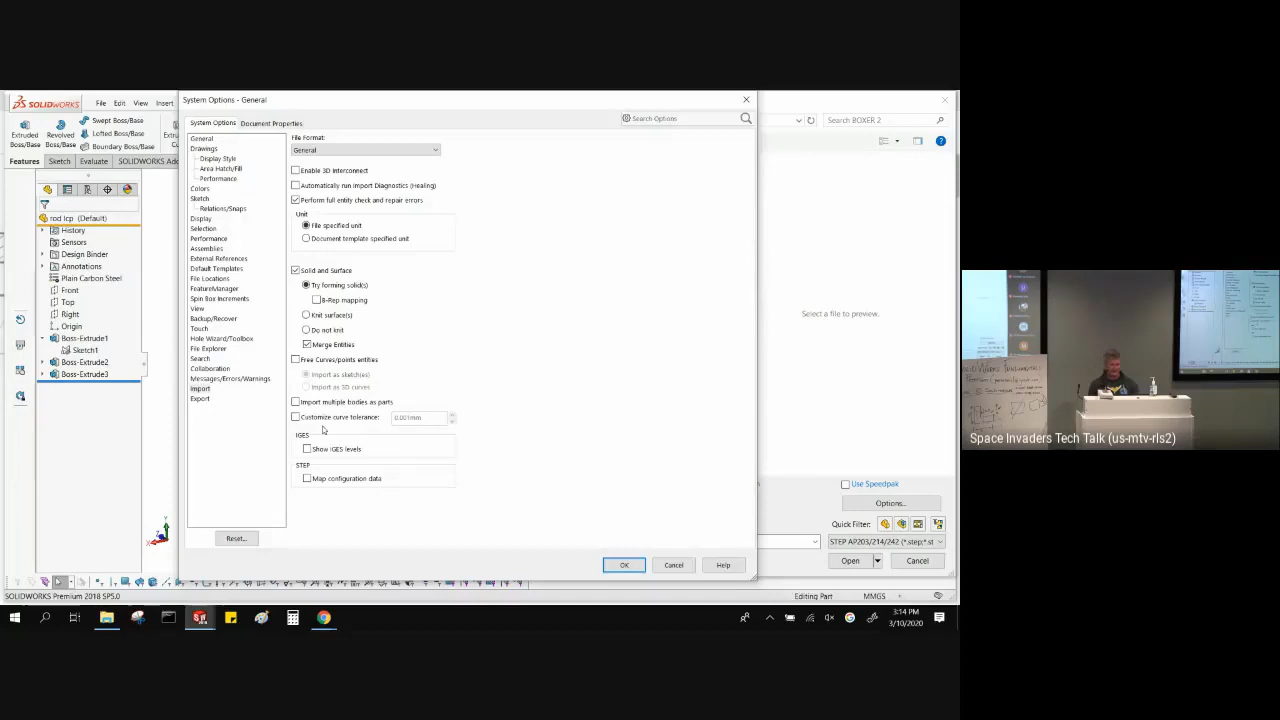 SOLIDWORKS
File Edit View Insert
Extruded Boss/Base
Revolved Boss/Base
Swept Boss/Base
Lofted Boss/Base
Boundary Boss/Base
Features Sketch Evaluate SOLIDWORKS Add
rod lcp (Default)
History
Sensors
Design Binder
Annotations
Plain Carbon Steel
Front
Top
Right
Origin
Boss-Extrude1
Sketch1
Boss-Extrude2
Boss-Extrude3
System Options - General
System Options Document Properties
Search Options
General
Drawings
Display Style
Area Hatch/Fill
Performance
Colors
Sketch
Relations/Snaps
Display
Selection
Performance
Assemblies
External References
Default Templates
File Locations
FeatureManager
Spin Box Increments
View
Backup/Recover
Touch
Hole Wizard/Toolbox
File Explorer
Search
Collaboration
Messages/Errors/Warnings
Import
Export
Reset...
File Format:
General
Enable 3D Interconnect
Automatically run Import Diagnostics (Healing)
Perform full entity check and repair errors
Unit
File specified unit
Document template specified unit
Solid and Surface
Try forming solid(s)
B-Rep mapping
Knit surface(s)
Do not knit
Merge Entities
Free Curves/points entities
Import as sketch(es)
Import as 3D curves
Import multiple bodies as parts
Customize curve tolerance: 0.001mm
IGES
Show IGES levels
STEP
Map configuration data
OK Cancel Help
Search BOXER 2
Select a file to preview.
Use Speedpak
Options...
Quick Filter:
STEP AP203/214/242 (*.step;*.st
Open Cancel
SOLIDWORKS Premium 2018 SP5.0
Editing Part MMGS
3:14 PM
3/10/2020
Space Invaders Tech Talk (us-mtv-rls2)